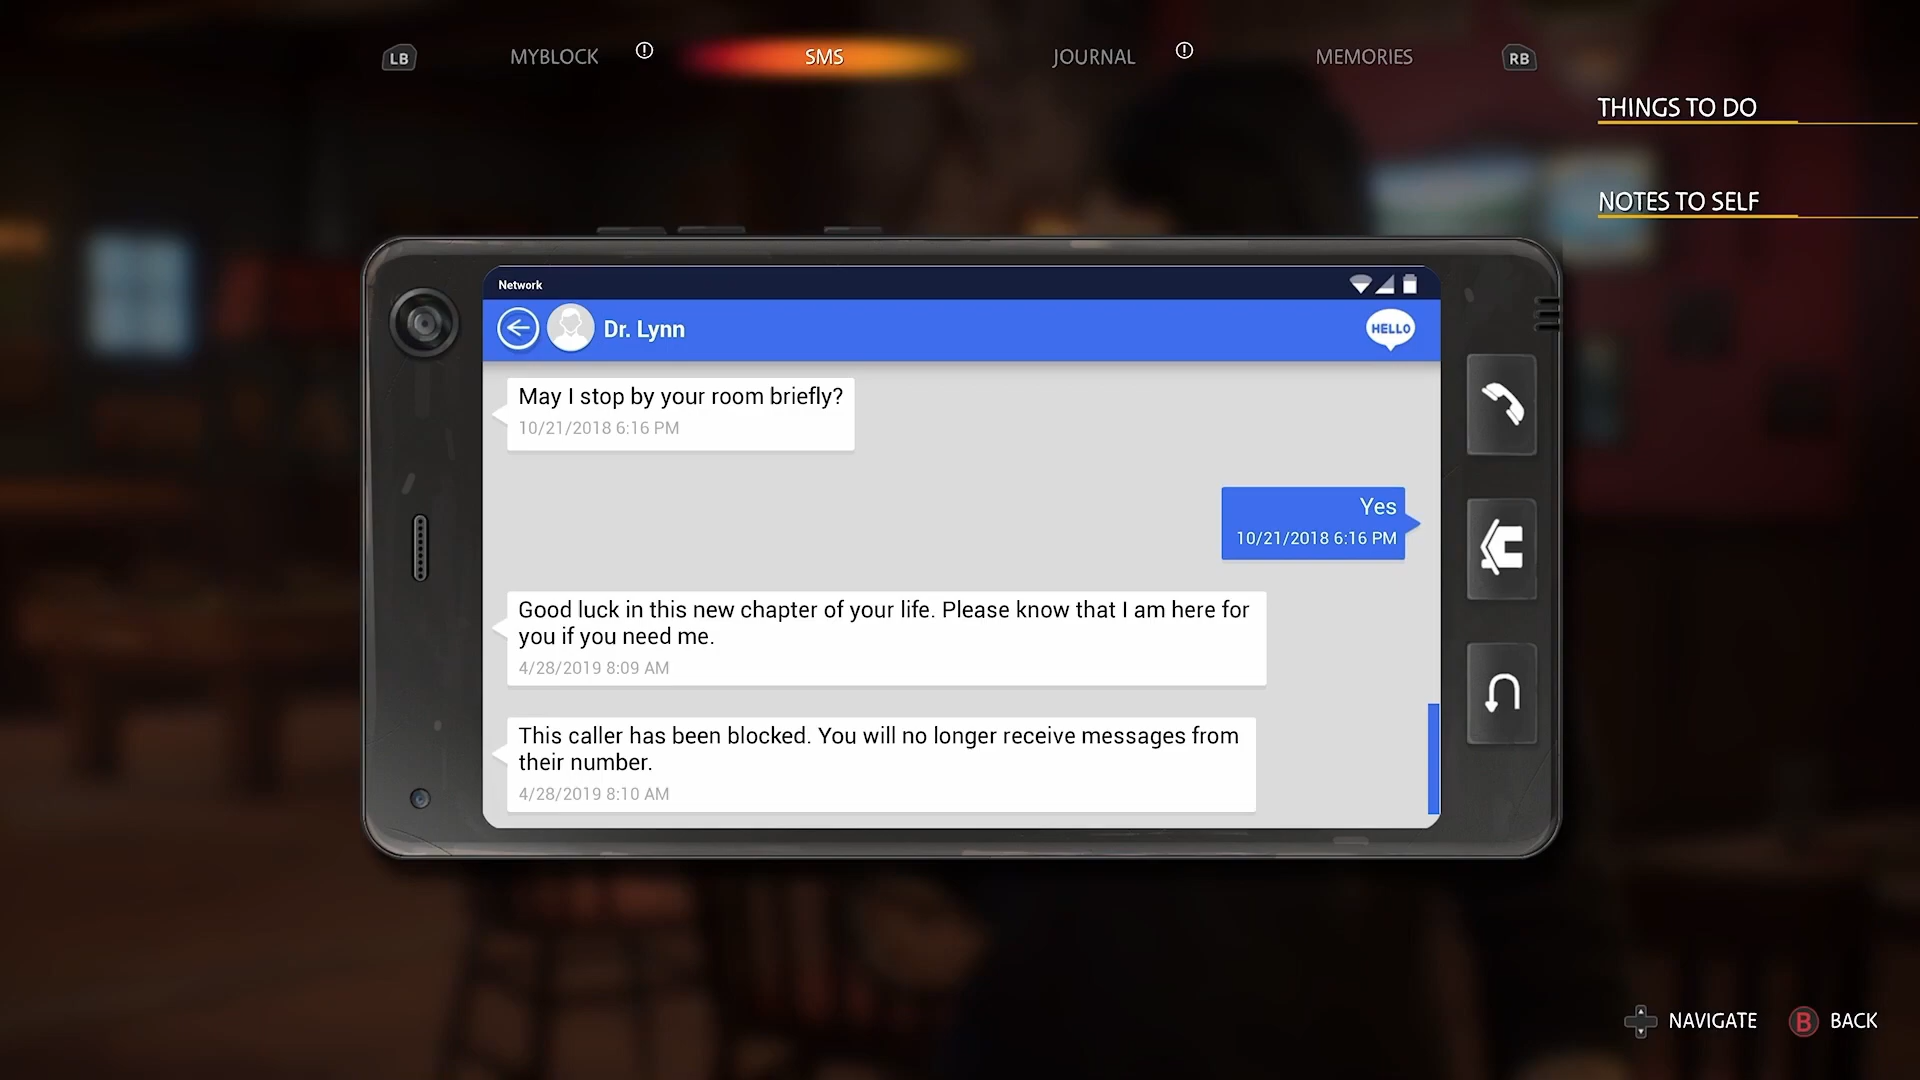 LB
MYBLOCK
SMS
JOURNAL
MEMORIES
RB
THINGS TO DO
NOTES TO SELF
Network
Dr. Lynn
HELLO
May I stop by your room briefly?
10/21/2018 6:16 PM
Yes
10/21/2018 6:16 PM
Good luck in this new chapter of your life. Please know that I am here for
you if you need me.
4/28/2019 8:09 AM
This caller has been blocked. You will no longer receive messages from
their number.
4/28/2019 8:10 AM
NAVIGATE
B BACK